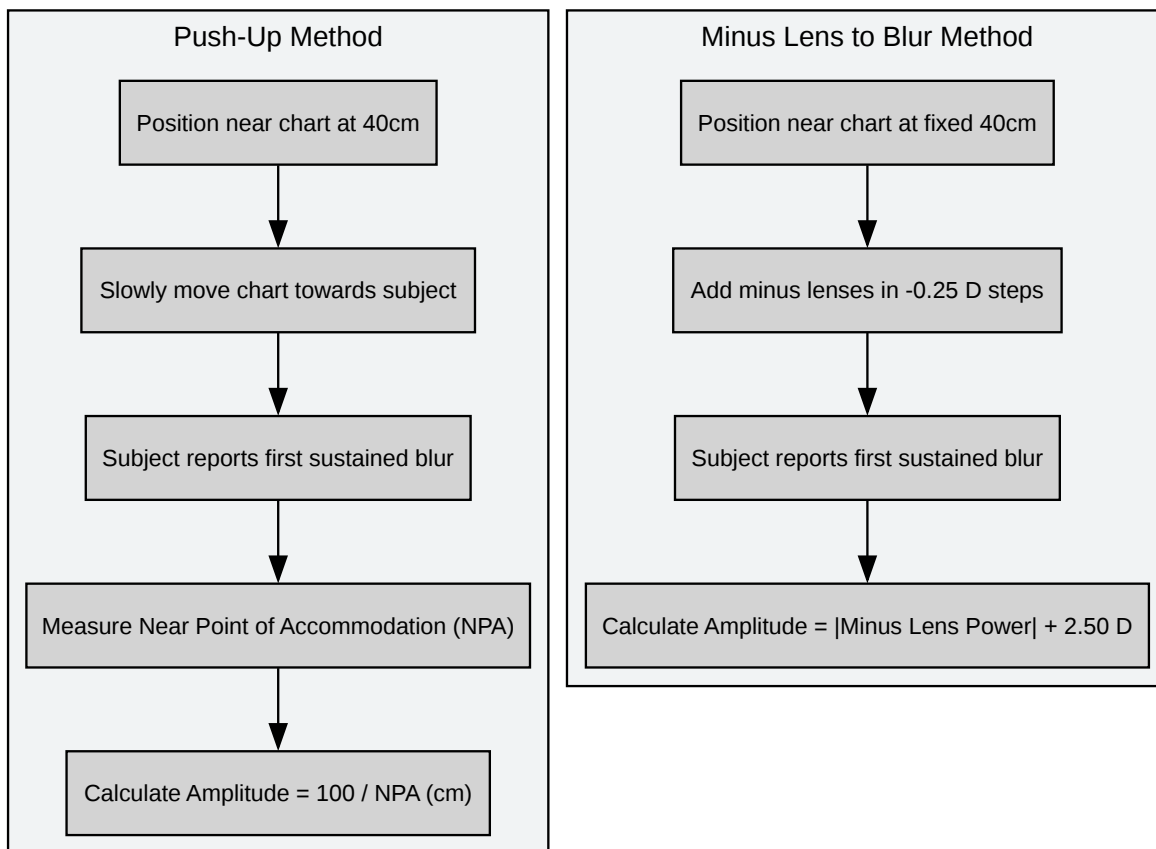 Push-Up Method
Position near chart at 40cm
Slowly move chart towards subject
Subject reports first sustained blur
Measure Near Point of Accommodation (NPA)
Calculate Amplitude = 100 / NPA (cm)
Minus Lens to Blur Method
Position near chart at fixed 40cm
Add minus lenses in -0.25 D steps
Subject reports first sustained blur
Calculate Amplitude = |Minus Lens Power| + 2.50 D